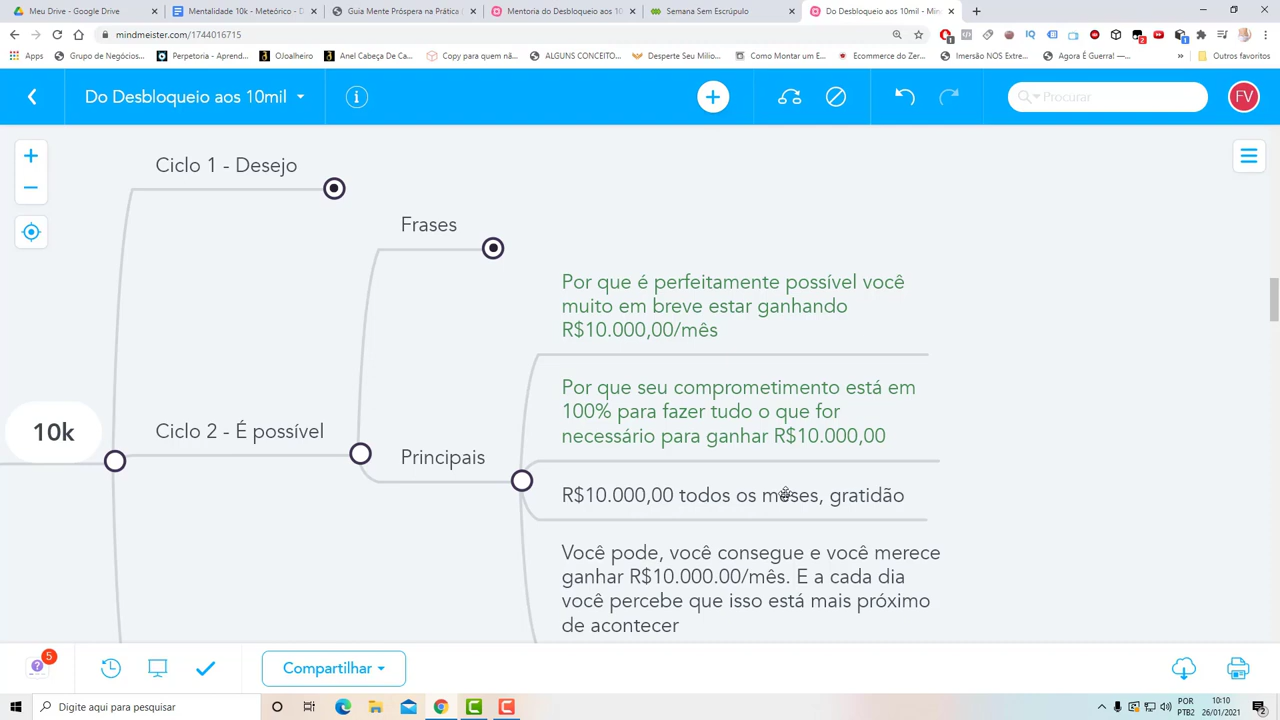 Meu Drive - Google Drive
Mentalidade 10k - Meteórico - D
Guia Mente Próspera na Prática
Mentoria do Desbloqueio aos 10
Semana Sem Escrúpulo
Do Desbloqueio aos 10mil - Min
mindmeister.com/1744016715
Apps
Grupo de Negócios...
Perpetoria - Apren...
OJoalheiro
Anel Cabeça De Ca...
Copy para quem nã...
ALGUNS CONCEITO...
Desperte Seu Milio...
Como Montar um E...
Ecommerce do Zer...
Imersão NOS Extre...
Agora É Guerra! —...
Outros favoritos
Do Desbloqueio aos 10mil
Procurar
FV
Ciclo 1 - Desejo
Frases
Por que é perfeitamente possível você
muito em breve estar ganhando
R$10.000,00/mês
Por que seu comprometimento está em
100% para fazer tudo o que for
necessário para ganhar R$10.000,00
10k
Ciclo 2 - É possível
Principais
R$10.000,00 todos os meses, gratidão
Você pode, você consegue e você merece
ganhar R$10.000.00/mês. E a cada dia
você percebe que isso está mais próximo
de acontecer
5
Compartilhar
Digite aqui para pesquisar
POR
PTB2
10:10
26/01/2021
2